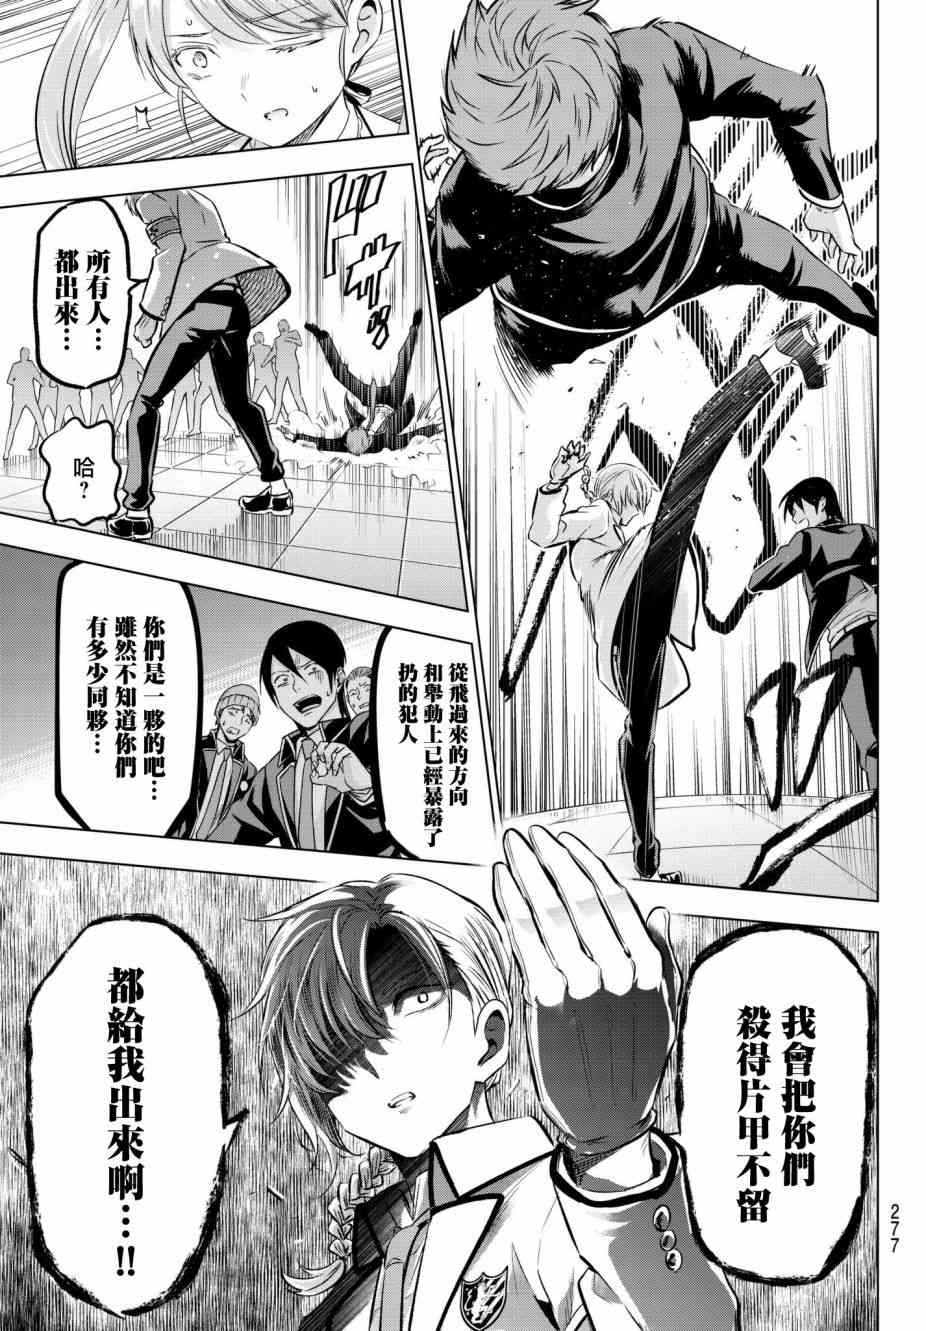 所有人…
都出來…
哈？
從飛過來的方向
和舉動上已經暴露了
扔的犯人
你們是一夥的吧…
雖然不知道你們
有多少同夥…
我會把你們
殺得片甲不留
都給我出來啊…!!
277